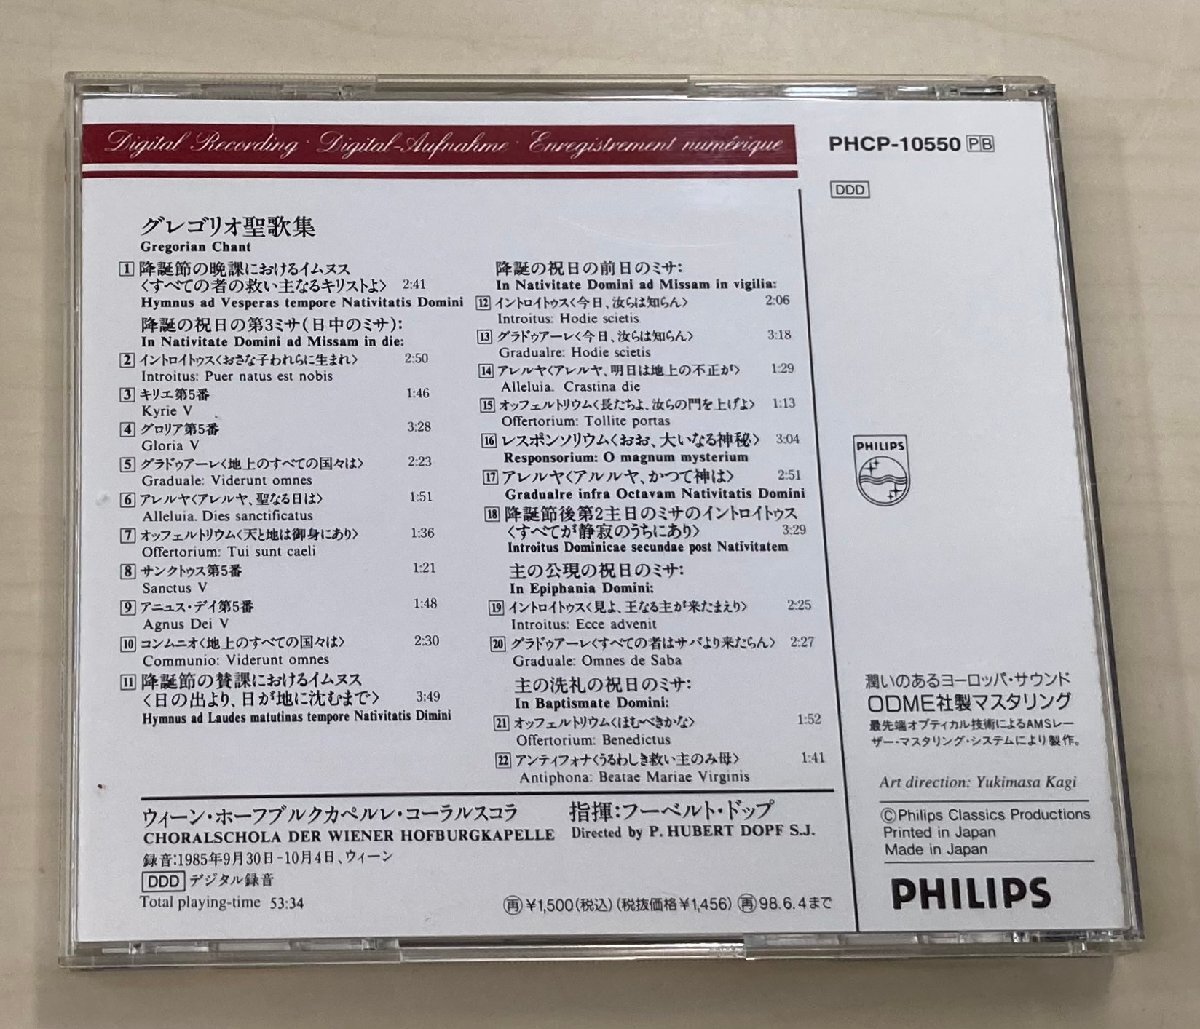 Digital Recording · Digital-Aufnahme · Enregistrement numérique
PHCP-10550 PB
DDD
グレゴリオ聖歌集
Gregorian Chant
1 降誕節の晩課におけるイムヌス
〈すべての者の救い主なるキリストよ〉 2:41
Hymnus ad Vesperas tempore Nativitatis Domini
降誕の祝日の第3ミサ(日中のミサ):
In Nativitate Domini ad Missam in die:
2 イントロイトゥス〈おさな子われらに生まれ〉 2:50
Introitus: Puer natus est nobis
3 キリエ第5番 1:46
Kyrie V
4 グロリア第5番 3:28
Gloria V
5 グラドゥアーレ〈地上のすべての国々は〉 2:23
Graduale: Viderunt omnes
6 アレルヤ〈アレルヤ、聖なる日は〉 1:51
Alleluia. Dies sanctificatus
7 オッフェルトリウム〈天と地は御身にあり〉 1:36
Offertorium: Tui sunt caeli
8 サンクトゥス第5番 1:21
Sanctus V
9 アニュス・デイ第5番 1:48
Agnus Dei V
10 コンムニオ〈地上のすべての国々は〉 2:30
Communio: Viderunt omnes
11 降誕節の賛課におけるイムヌス
〈日の出より、日が地に沈むまで〉 3:49
Hymnus ad Laudes matutinas tempore Nativitatis Dimini
降誕の祝日の前日のミサ:
In Nativitate Domini ad Missam in vigilia:
12 イントロイトゥス〈今日、汝らは知らん〉 2:06
Introitus: Hodie scietis
13 グラドゥアーレ〈今日、汝らは知らん〉 3:18
Gradualre: Hodie scietis
14 アレルヤ〈アレルヤ、明日は地上の不正が〉 1:29
Alleluia. Crastina die
15 オッフェルトリウム〈長たちよ、汝らの門を上げよ〉 1:13
Offertorium: Tollite portas
16 レスポンソリウム〈おお、大いなる神秘〉 3:04
Responsorium: O magnum mysterium
17 アレルヤ〈アルルヤ、かつて神は〉 2:51
Gradualre infra Octavam Nativitatis Domini
18 降誕節後第2主日のミサのイントロイトゥス
〈すべてが静寂のうちにあり〉 3:29
Introitus Dominicae secundae post Nativitatem
主の公現の祝日のミサ:
In Epiphania Domini:
19 イントロイトゥス〈見よ、王なる主が来たまえり〉 2:25
Introitus: Ecce advenit
20 グラドゥアーレ〈すべての者はサバより来たらん〉 2:27
Graduale: Omnes de Saba
主の洗礼の祝日のミサ:
In Baptismate Domini:
21 オッフェルトリウム〈ほむべきかな〉 1:52
Offertorium: Benedictus
22 アンティフォナ〈うるわしき救い主のみ母〉 1:41
Antiphona: Beatae Mariae Virginis
ウィーン・ホーフブルクカペルレ・コーラルスコラ 指揮:フーベルト・ドップ
CHORALSCHOLA DER WIENER HOFBURGKAPELLE Directed by P. HUBERT DOPF S.J.
録音:1985年9月30日-10月4日、ウィーン
DDD デジタル録音
Total playing-time 53:34
再¥1,500(税込)(税抜価格¥1,456) 再98.6.4まで
PHILIPS
潤いのあるヨーロッパ・サウンド
ODME社製マスタリング
最先端オプティカル技術によるAMSレー
ザー・マスタリング・システムにより製作。
Art direction: Yukimasa Kagi
©Philips Classics Productions
Printed in Japan
Made in Japan
PHILIPS